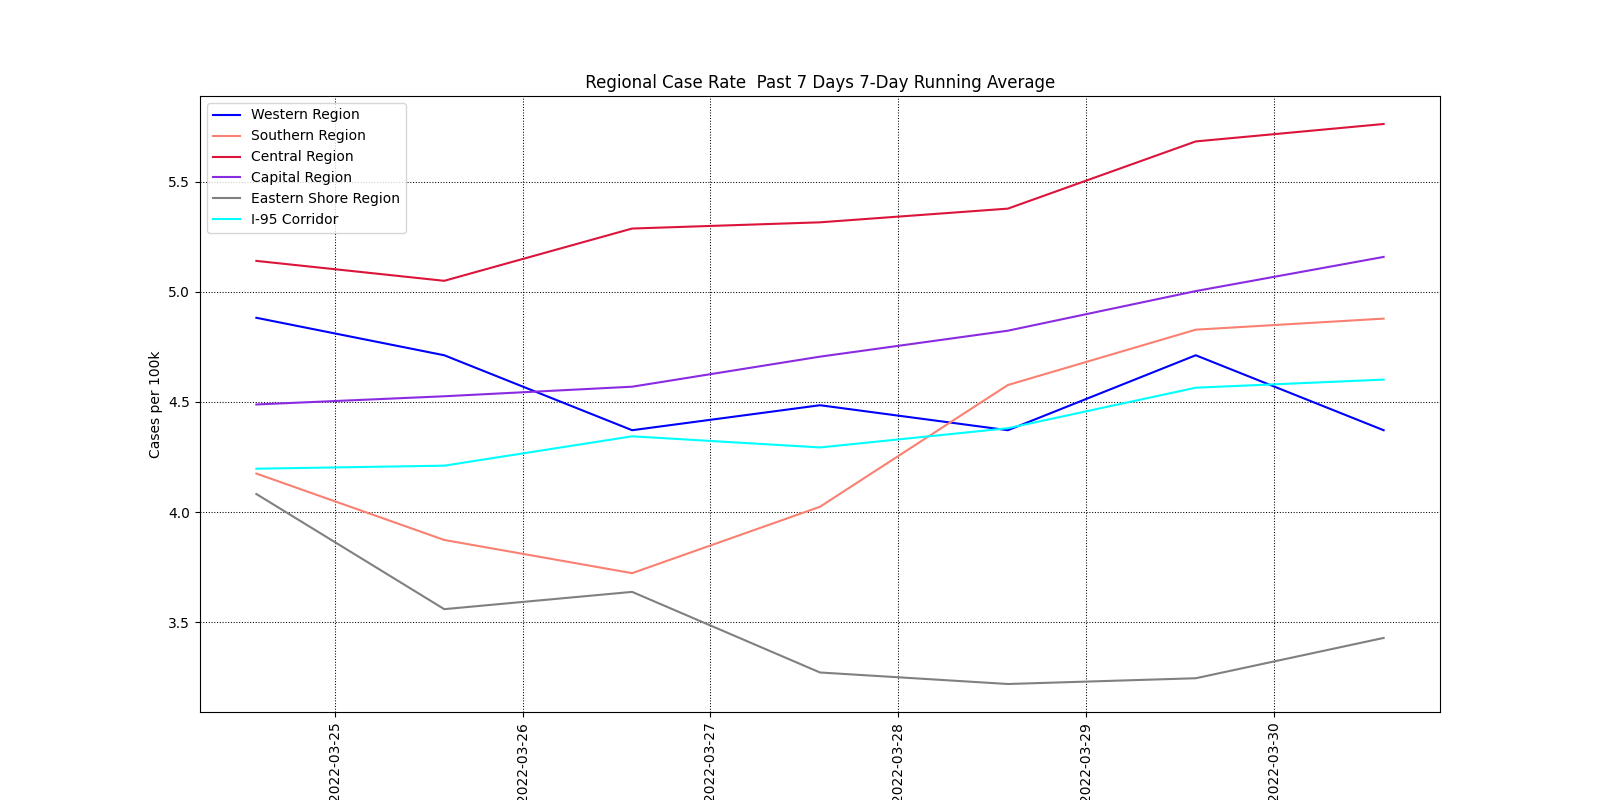 Regional Case Rate  Past 7 Days 7-Day Running Average
Western Region
Southern Region
Central Region
Capital Region
Eastern Shore Region
I-95 Corridor
Cases per 100k
5.5
5.0
4.5
4.0
3.5
2022-03-25
2022-03-26
2022-03-27
2022-03-28
2022-03-29
2022-03-30